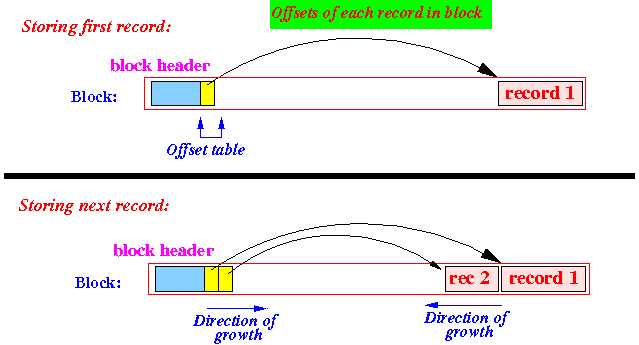 Offsets of each record in block
Storing first record:
block header
Block:
record 1
Offset table
Storing next record:
block header
Block:
rec 2
record 1
Direction of
growth
Direction of
growth